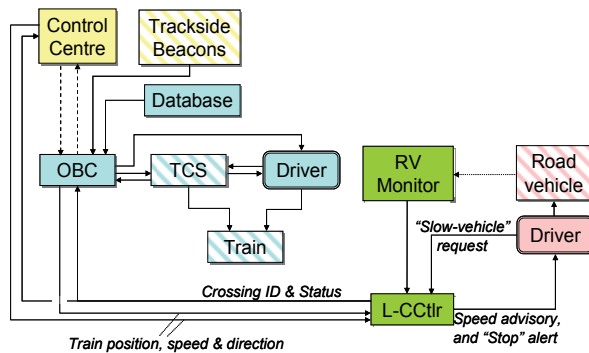 Control
Centre
Trackside
Beacons
Database
OBC
TCS
Driver
RV
Monitor
Road
vehicle
Train
"Slow-vehicle"
request
Driver
Crossing ID & Status
L-CCtlr
Speed advisory,
and "Stop" alert
Train position, speed & direction